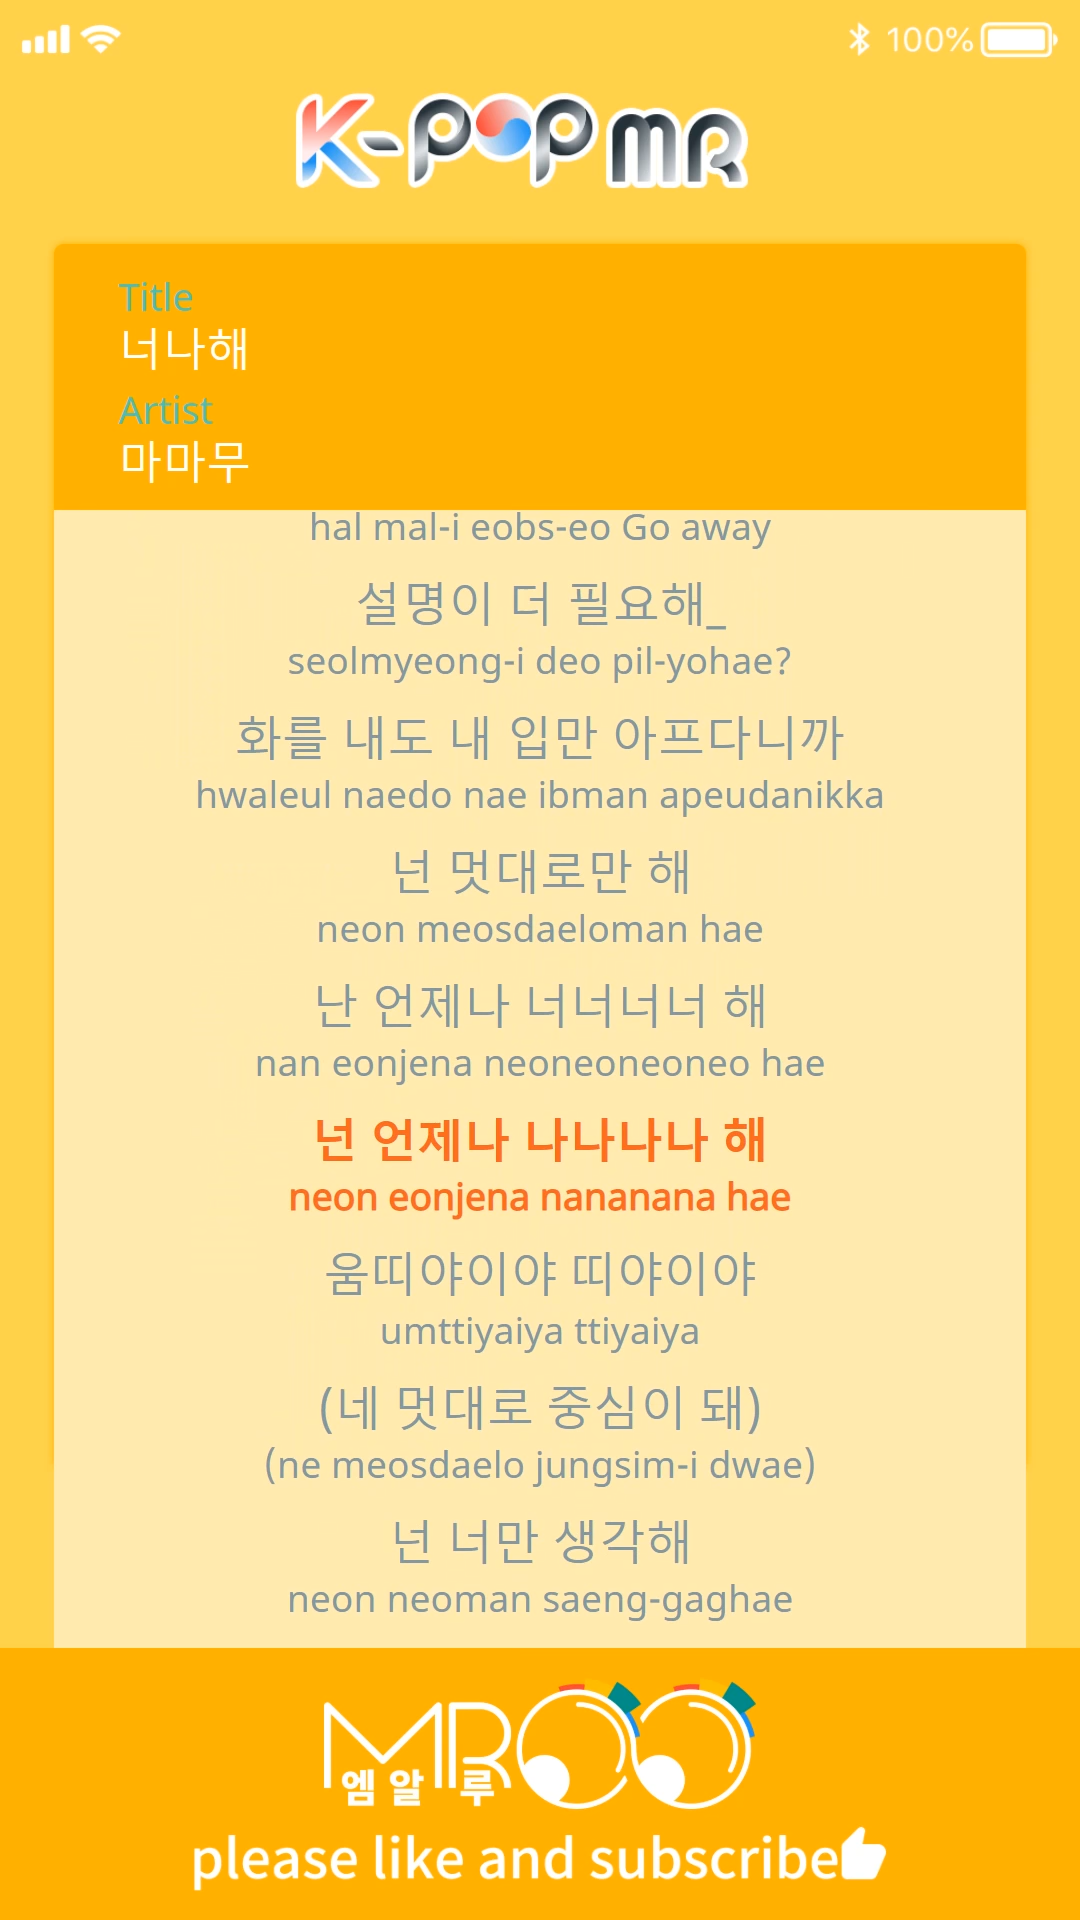 100%
K-POP MR
Title
너나해
Artist
마마무
hal mal-i eobs-eo Go away
설명이 더 필요해_
seolmyeong-i deo pil-yohae?
화를 내도 내 입만 아프다니까
hwaleul naedo nae ibman apeudanikka
넌 멋대로만 해
neon meosdaeloman hae
난 언제나 너너너너 해
nan eonjena neoneoneoneo hae
넌 언제나 나나나나 해
neon eonjena nananana hae
움띠야이야 띠야이야
umttiyaiya ttiyaiya
(네 멋대로 중심이 돼)
(ne meosdaelo jungsim-i dwae)
넌 너만 생각해
neon neoman saeng-gaghae
MROO
엠알루
please like and subscribe